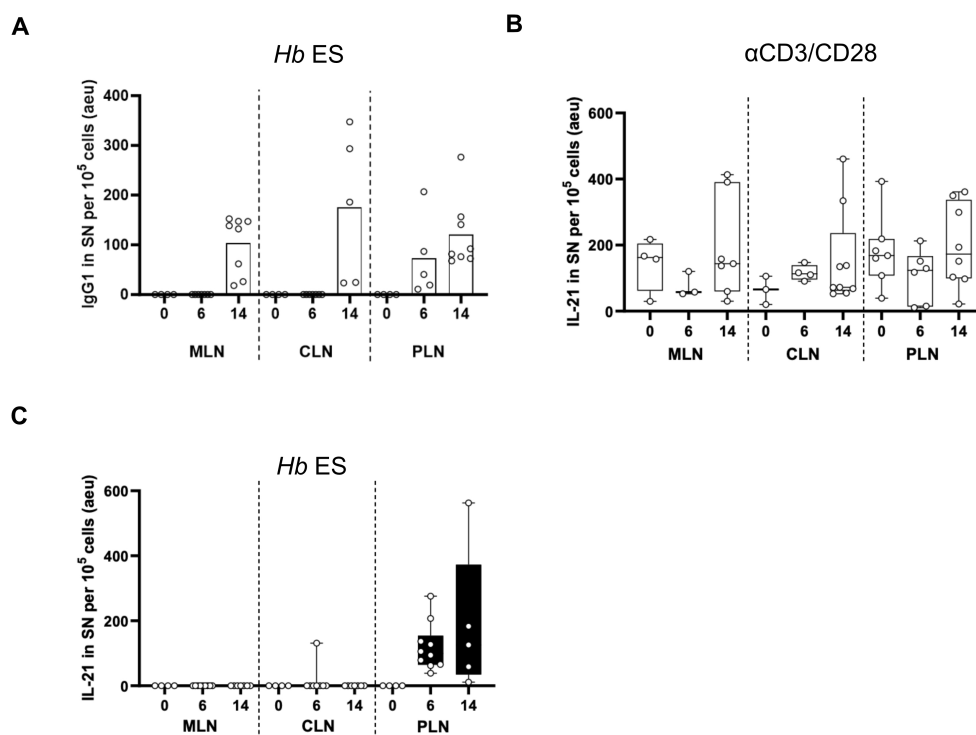 A
Hb ES
IgG1 in SN per 10⁵ cells (aeu)
400
300
200
100
0
0 6 14 0 6 14 0 6 14
MLN CLN PLN
B
αCD3/CD28
IL-21 in SN per 10⁵ cells (aeu)
600
400
200
0
0 6 14 0 6 14 0 6 14
MLN CLN PLN
C
Hb ES
IL-21 in SN per 10⁵ cells (aeu)
600
400
200
0
0 6 14 0 6 14 0 6 14
MLN CLN PLN